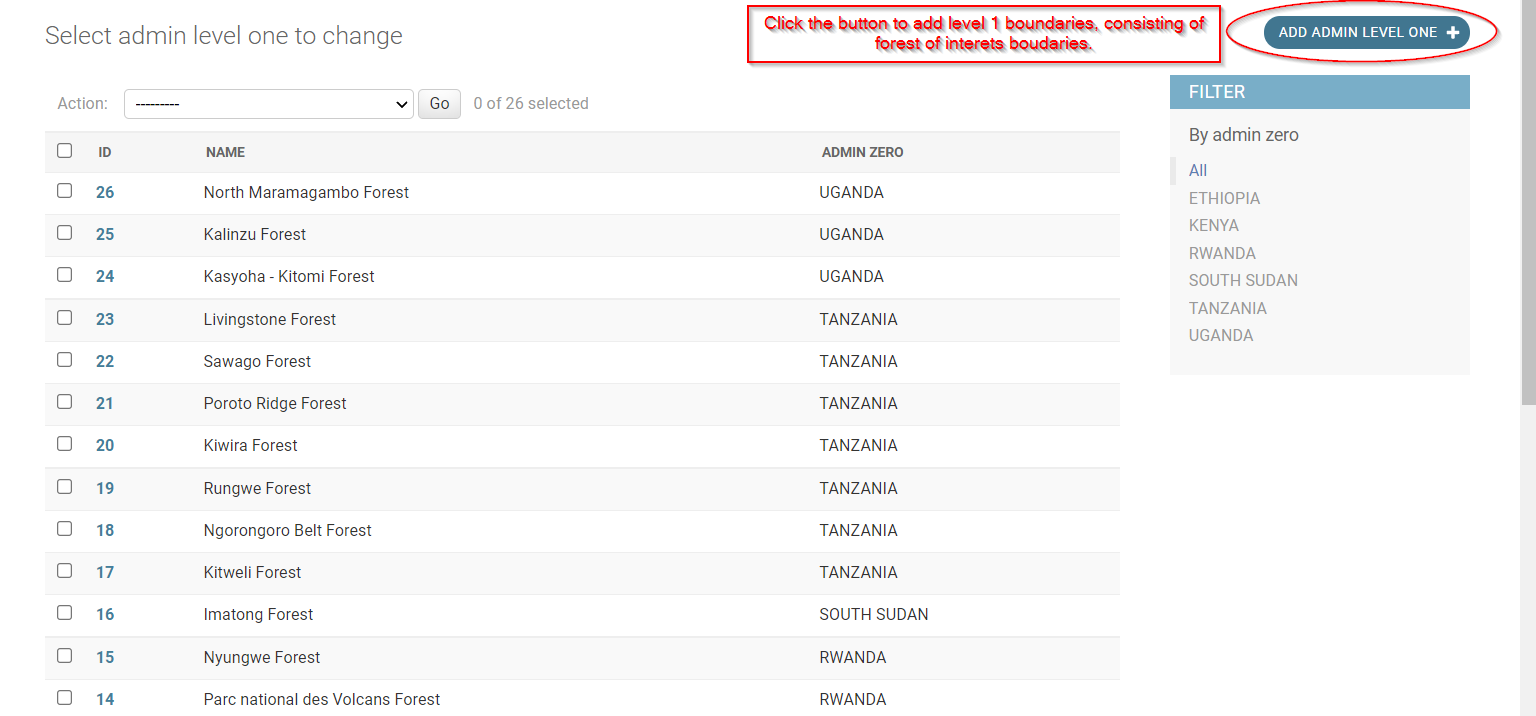 Select admin level one to change
Click the button to add level 1 boundaries, consisting of
forest of interets boudaries.
ADD ADMIN LEVEL ONE +
Action: --------- Go 0 of 26 selected
ID NAME ADMIN ZERO
26 North Maramagambo Forest UGANDA
25 Kalinzu Forest UGANDA
24 Kasyoha - Kitomi Forest UGANDA
23 Livingstone Forest TANZANIA
22 Sawago Forest TANZANIA
21 Poroto Ridge Forest TANZANIA
20 Kiwira Forest TANZANIA
19 Rungwe Forest TANZANIA
18 Ngorongoro Belt Forest TANZANIA
17 Kitweli Forest TANZANIA
16 Imatong Forest SOUTH SUDAN
15 Nyungwe Forest RWANDA
14 Parc national des Volcans Forest RWANDA
FILTER
By admin zero
All
ETHIOPIA
KENYA
RWANDA
SOUTH SUDAN
TANZANIA
UGANDA